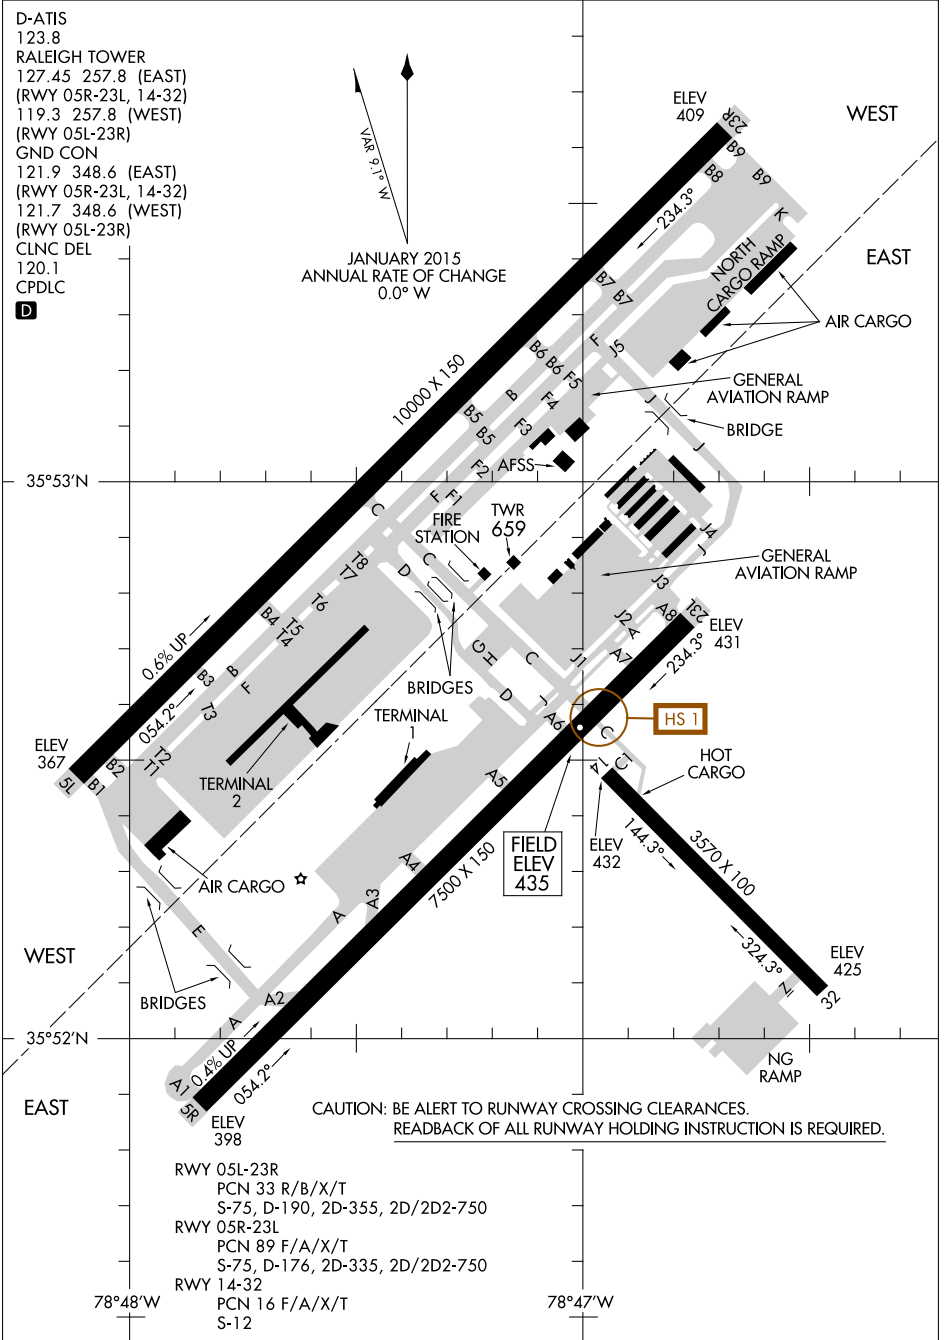 D-ATIS
123.8
RALEIGH TOWER
127.45 257.8 (EAST)
(RWY 05R-23L, 14-32)
119.3 257.8 (WEST)
(RWY 05L-23R)
GND CON
121.9 348.6 (EAST)
(RWY 05R-23L, 14-32)
121.7 348.6 (WEST)
(RWY 05L-23R)
CLNC DEL
120.1
CPDLC
D
VAR 9.1° W
JANUARY 2015
ANNUAL RATE OF CHANGE
0.0° W
ELEV
409
23R
WEST
EAST
B9
B8
B9
K
234.3°
NORTH
CARGO RAMP
AIR CARGO
B7
B7
F
J5
B6
B6
F5
GENERAL
AVIATION RAMP
10000 X 150
B
F4
J
BRIDGE
B5
B5
F3
J
AFSS
F2
35°53'N
C
F
F1
FIRE
STATION
TWR
659
J4
J
GENERAL
AVIATION RAMP
T8
T7
D
C
J3
T6
B4
T5
T4
J2
A
A8
23L
ELEV
431
0.6% UP
G
H
C
J1
A7
234.3°
B3
B
F
BRIDGES
D
J
A6
HS 1
054.2°
T3
TERMINAL
1
C
ELEV
367
T2
T1
B2
B1
5L
TERMINAL
2
A5
14
C1
HOT
CARGO
FIELD
ELEV
435
ELEV
432
144.3°
3570 X 100
AIR CARGO
A4
7500 X 150
A3
A
E
WEST
324.3°
ELEV
425
BRIDGES
A2
N
32
A
35°52'N
0.4% UP
054.2°
NG
RAMP
A1
5R
EAST
ELEV
398
CAUTION: BE ALERT TO RUNWAY CROSSING CLEARANCES.
READBACK OF ALL RUNWAY HOLDING INSTRUCTION IS REQUIRED.
RWY 05L-23R
PCN 33 R/B/X/T
S-75, D-190, 2D-355, 2D/2D2-750
RWY 05R-23L
PCN 89 F/A/X/T
S-75, D-176, 2D-335, 2D/2D2-750
RWY 14-32
PCN 16 F/A/X/T
S-12
78°48'W
78°47'W